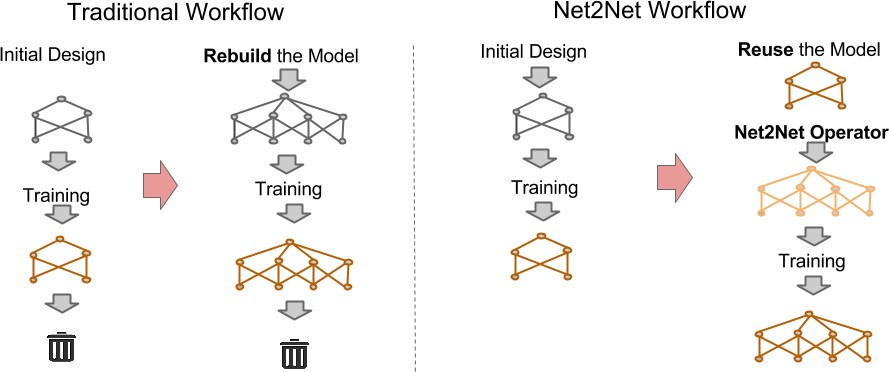 Traditional Workflow
Initial Design
Rebuild the Model
Training
Training
Net2Net Workflow
Initial Design
Reuse the Model
Net2Net Operator
Training
Training